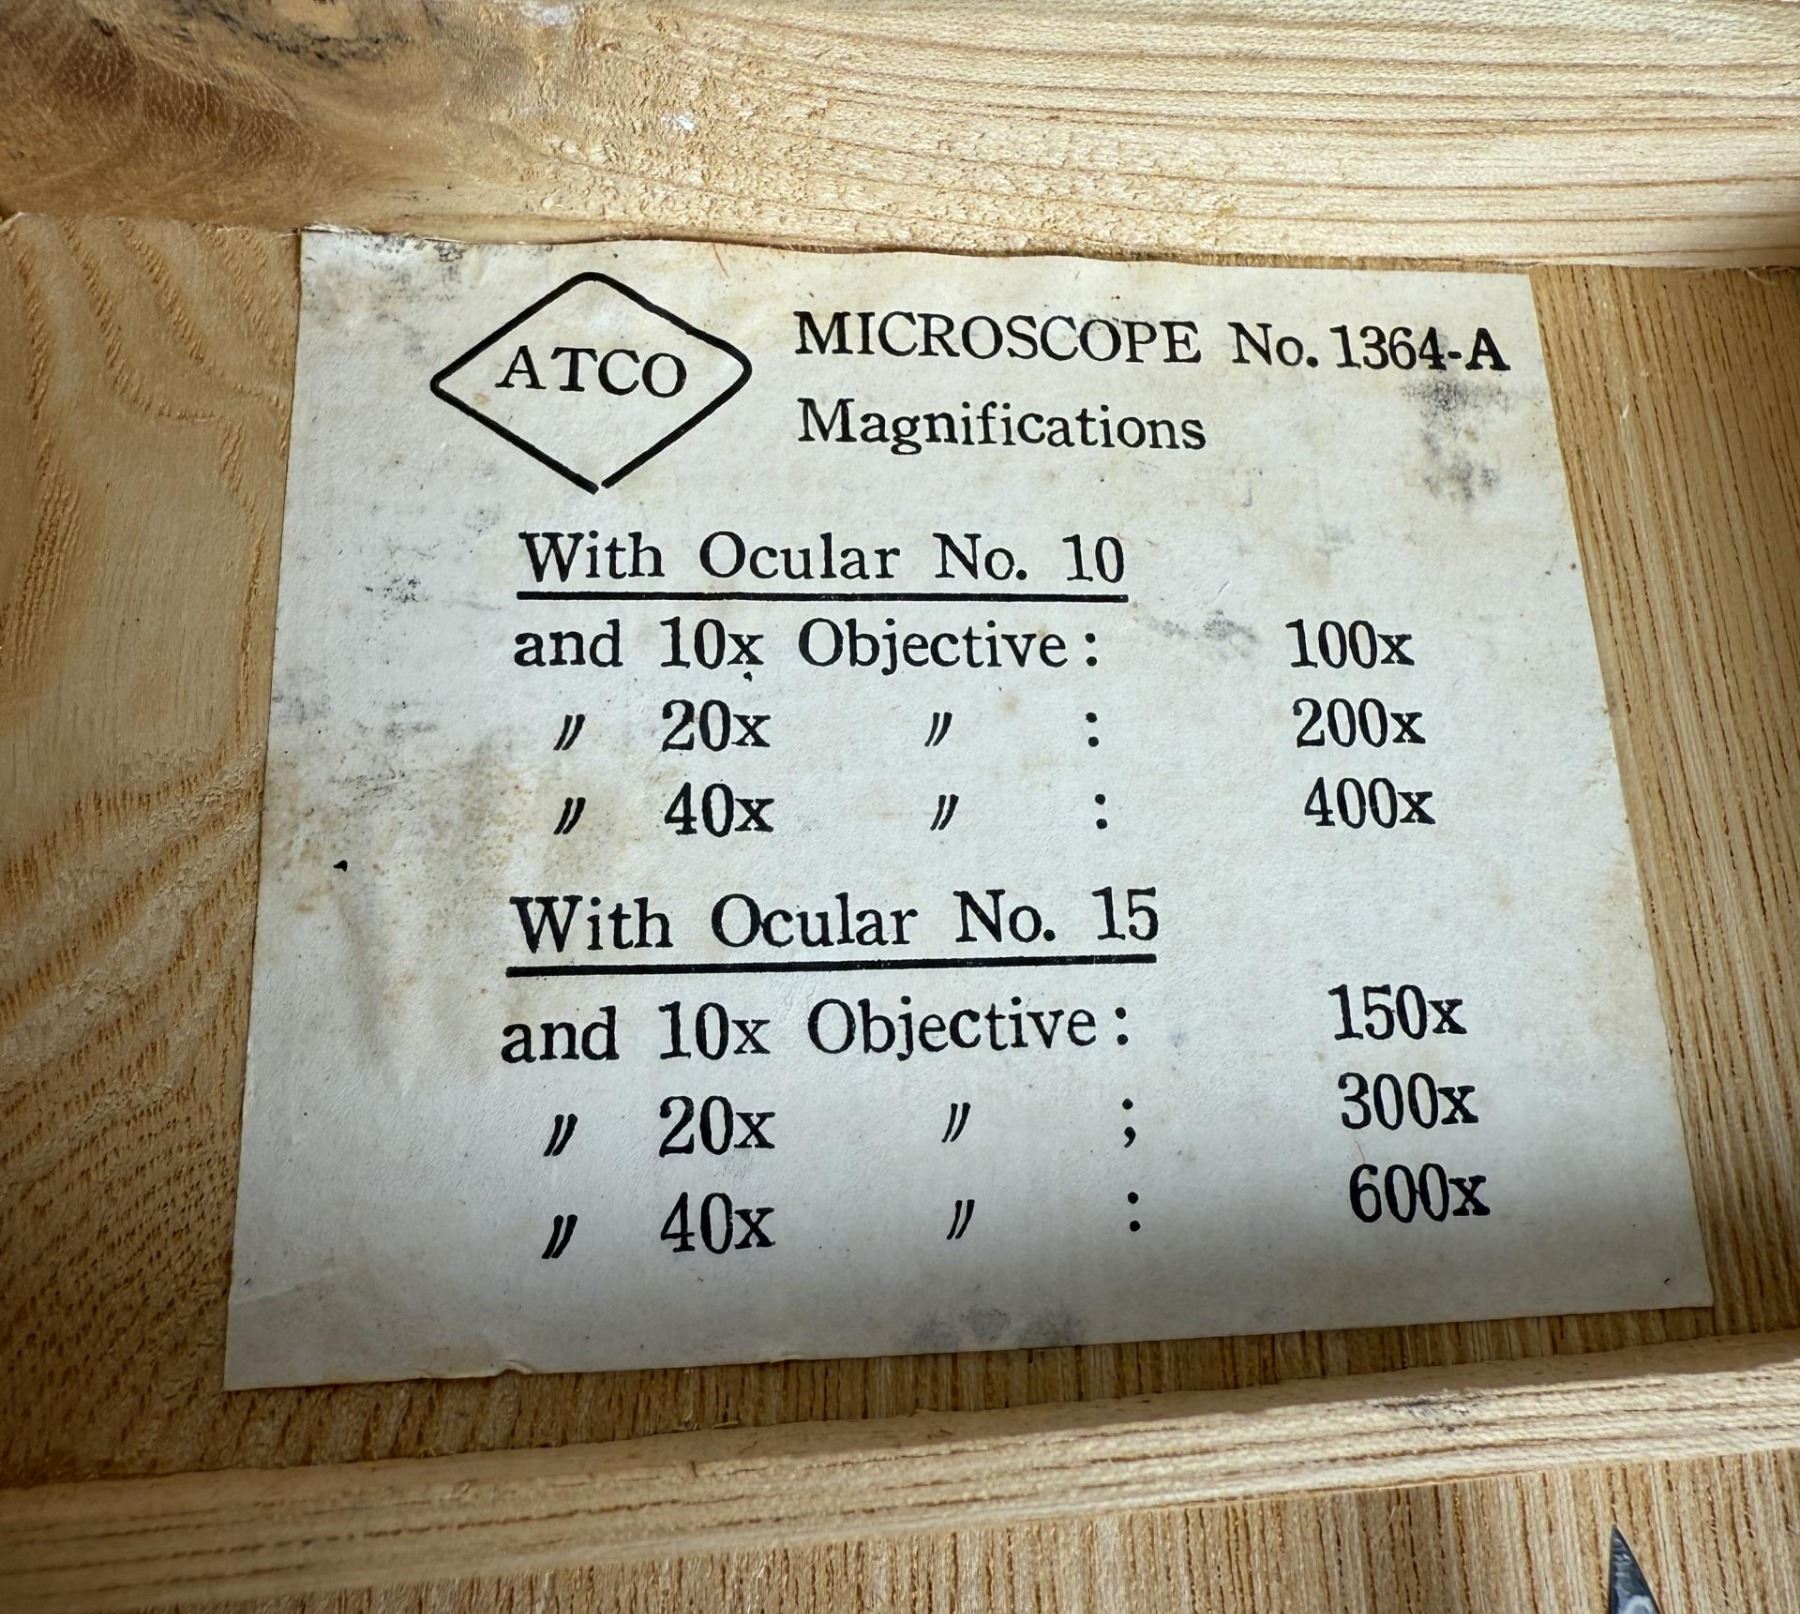 ATCO
MICROSCOPE No. 1364-A
Magnifications
With Ocular No. 10
and 10x Objective : 100x
〃 20x 〃 : 200x
〃 40x 〃 : 400x
With Ocular No. 15
and 10x Objective : 150x
〃 20x 〃 ; 300x
〃 40x 〃 : 600x